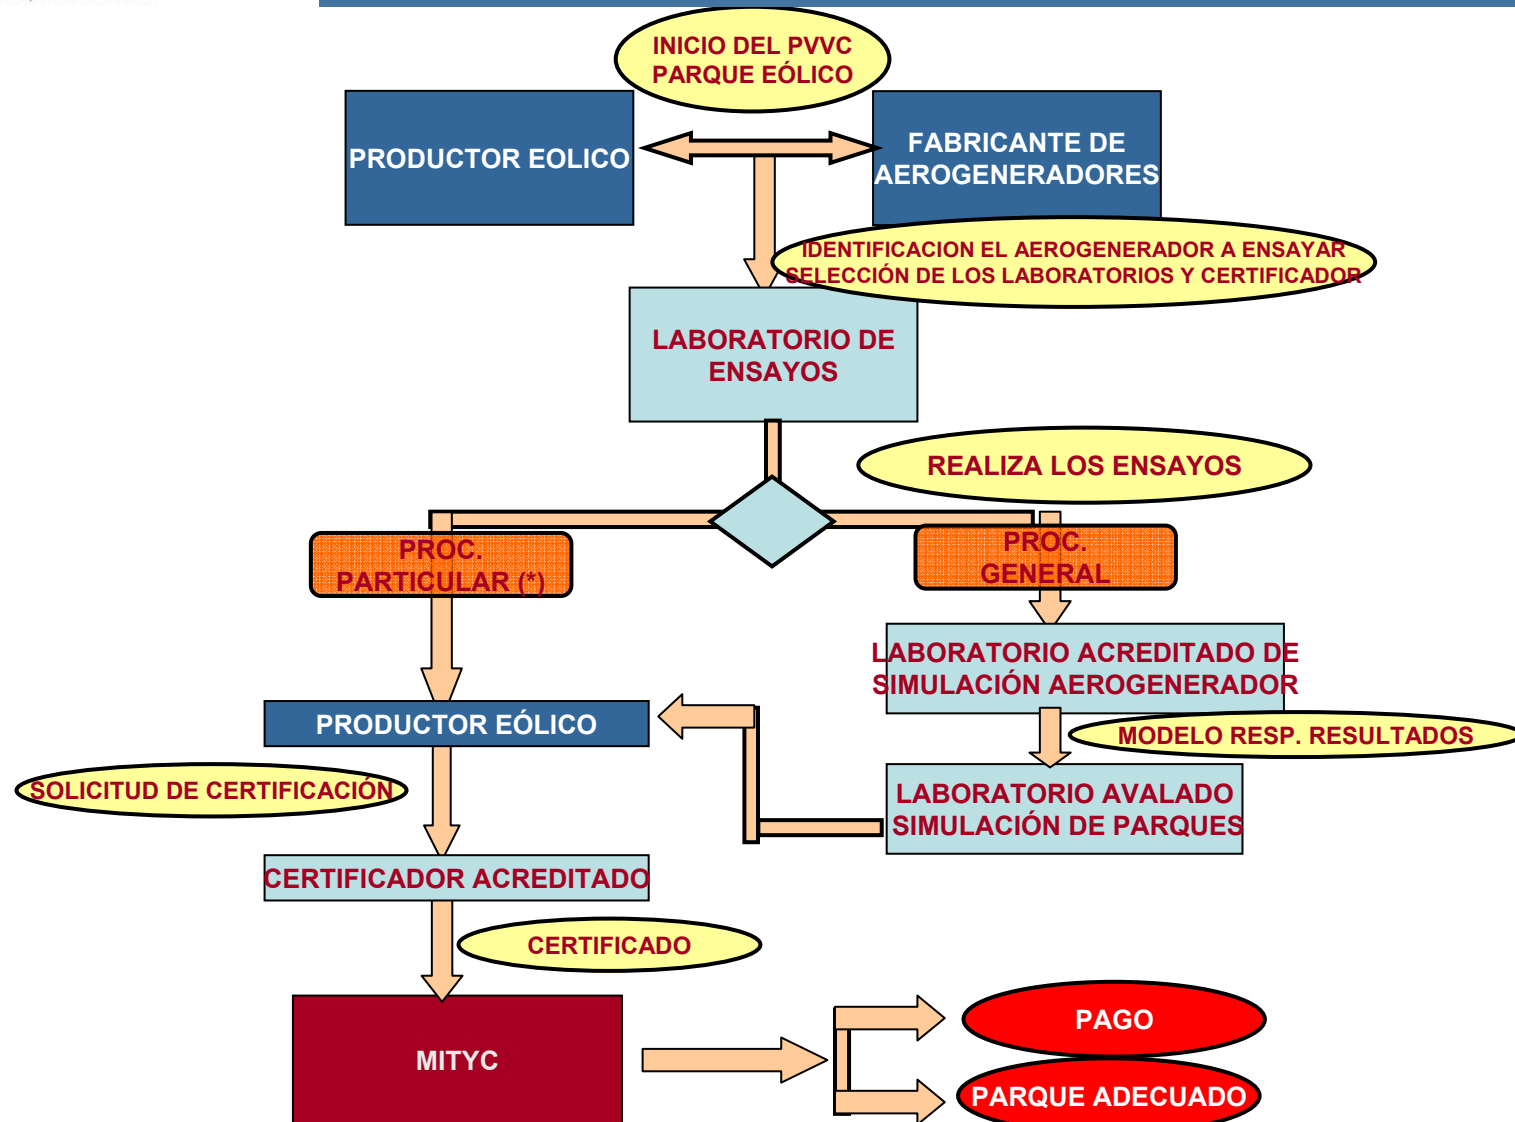 INICIO DEL PVVC
PARQUE EÓLICO
PRODUCTOR EOLICO
FABRICANTE DE
AEROGENERADORES
IDENTIFICACION EL AEROGENERADOR A ENSAYAR
SELECCIÓN DE LOS LABORATORIOS Y CERTIFICADOR
LABORATORIO DE
ENSAYOS
REALIZA LOS ENSAYOS
PROC.
PARTICULAR (*)
PROC.
GENERAL
LABORATORIO ACREDITADO DE
SIMULACIÓN AEROGENERADOR
PRODUCTOR EÓLICO
MODELO RESP. RESULTADOS
SOLICITUD DE CERTIFICACIÓN
LABORATORIO AVALADO
SIMULACIÓN DE PARQUES
CERTIFICADOR ACREDITADO
CERTIFICADO
MITYC
PAGO
PARQUE ADECUADO